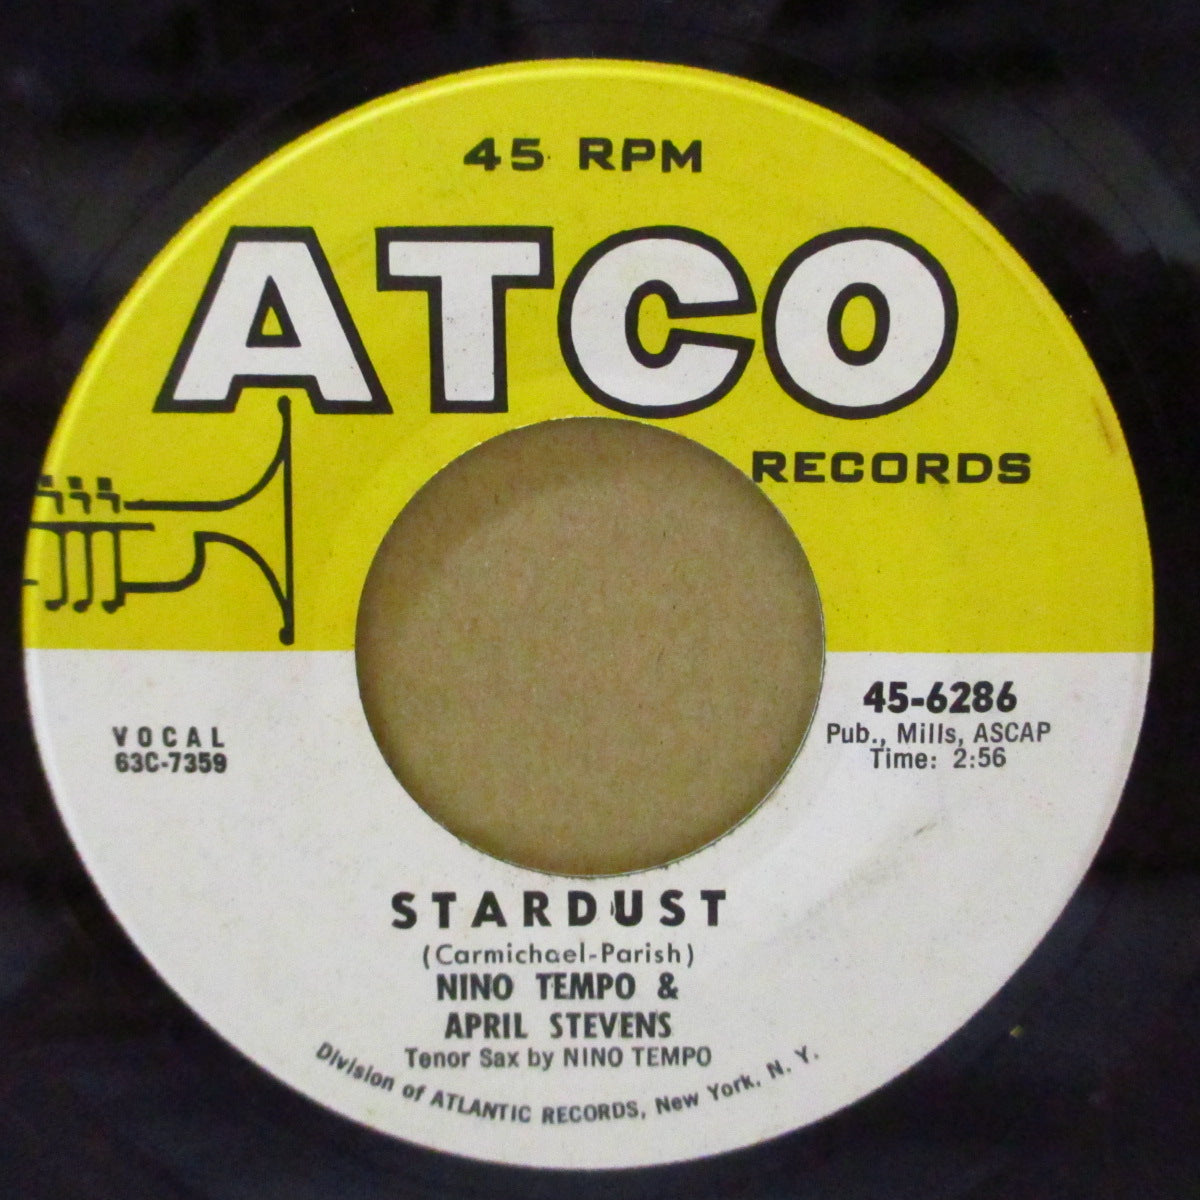 45 RPM
ATCO
RECORDS
45-6286
Pub., Mills, ASCAP
Time: 2:56
VOCAL
63C-7359
STARDUST
(Carmichael-Parish)
NINO TEMPO &
APRIL STEVENS
Tenor Sax by NINO TEMPO
Division of ATLANTIC RECORDS, New York, N. Y.